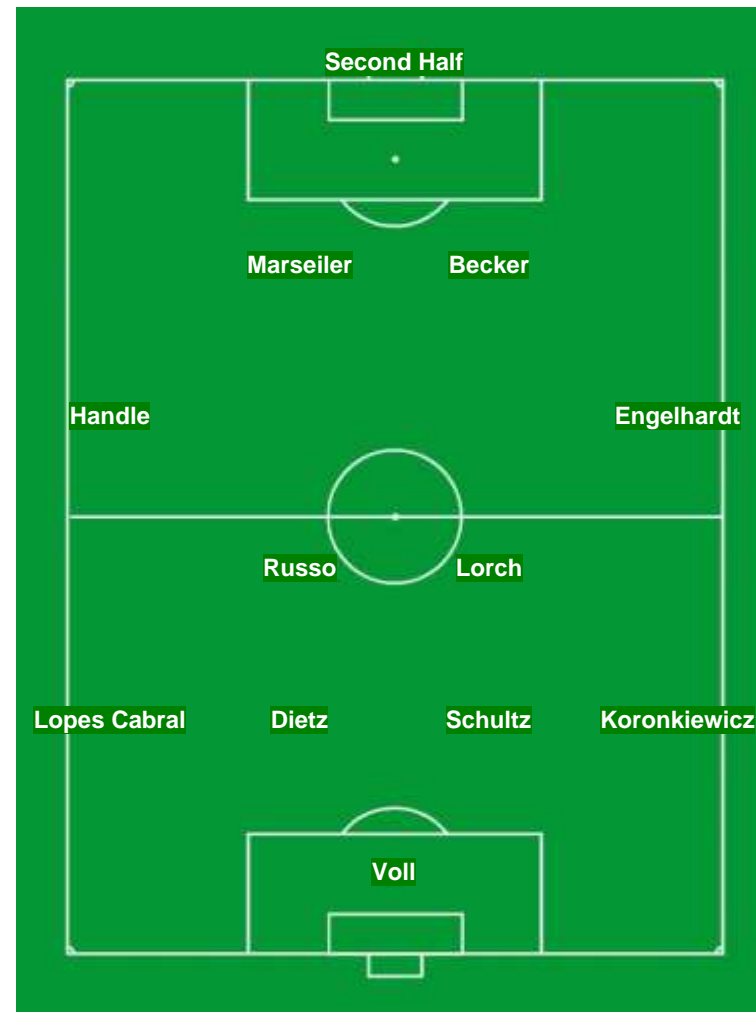 Second Half
Marseiler Becker
Handle Engelhardt
Russo Lorch
Lopes Cabral Dietz Schultz Koronkiewicz
Voll